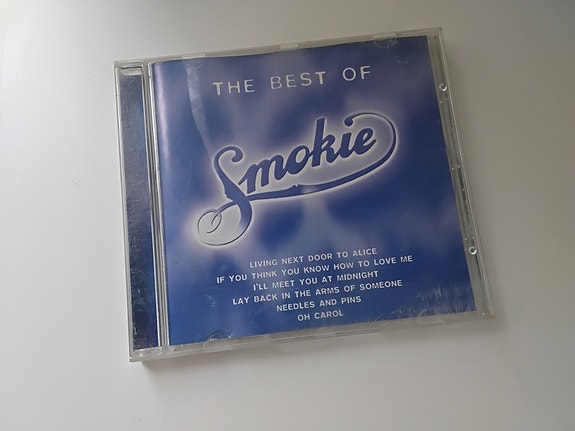 THE BEST OF
Smokie
LIVING NEXT DOOR TO ALICE
IF YOU THINK YOU KNOW HOW TO LOVE ME
I'LL MEET YOU AT MIDNIGHT
LAY BACK IN THE ARMS OF SOMEONE
NEEDLES AND PINS
OH CAROL